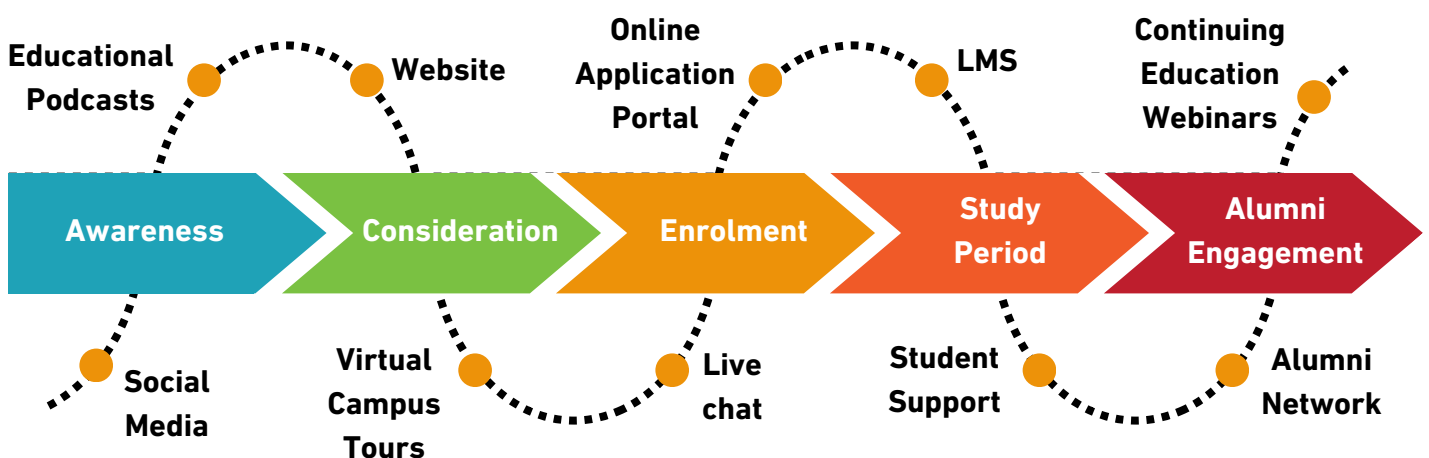 Educational
Podcasts
Website
Online
Application
Portal
LMS
Continuing
Education
Webinars
Awareness
Consideration
Enrolment
Study
Period
Alumni
Engagement
Social
Media
Virtual
Campus
Tours
Live
chat
Student
Support
Alumni
Network